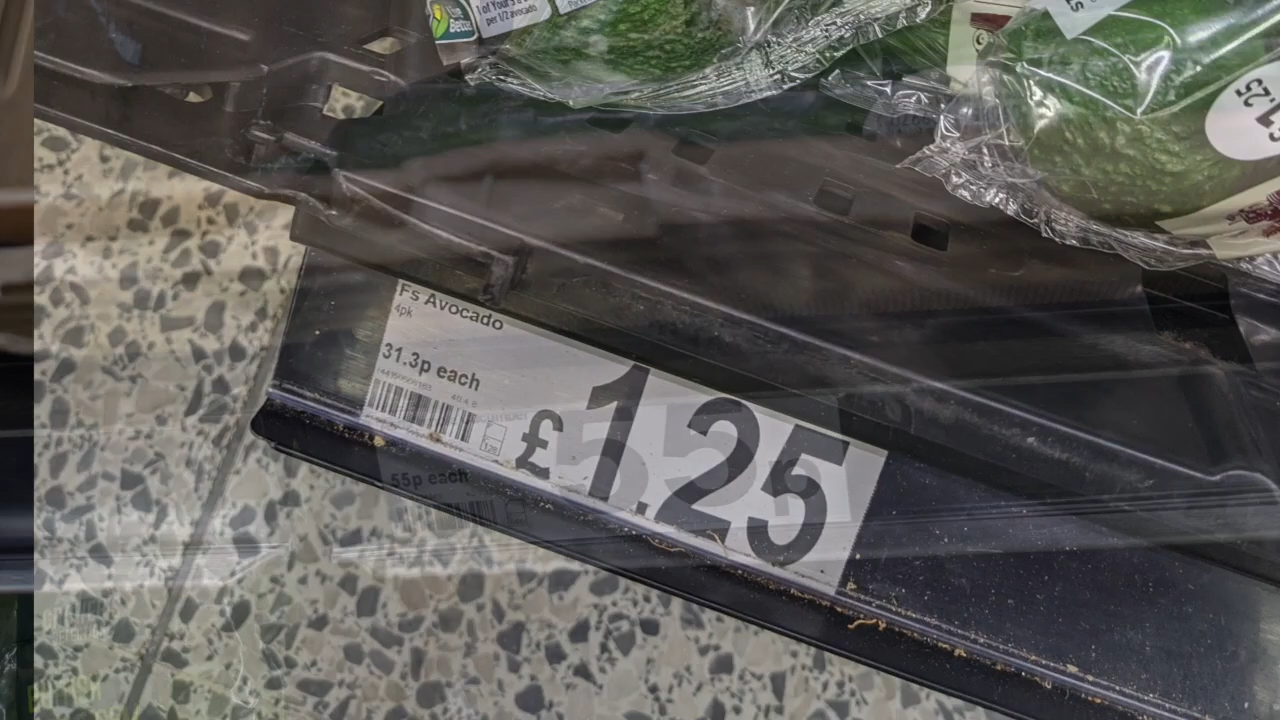 1 of Your 5 a
per 1/2 avocado
£1.25
Fs Avocado
4pk
31.3p each
£1.25
55p each
55p